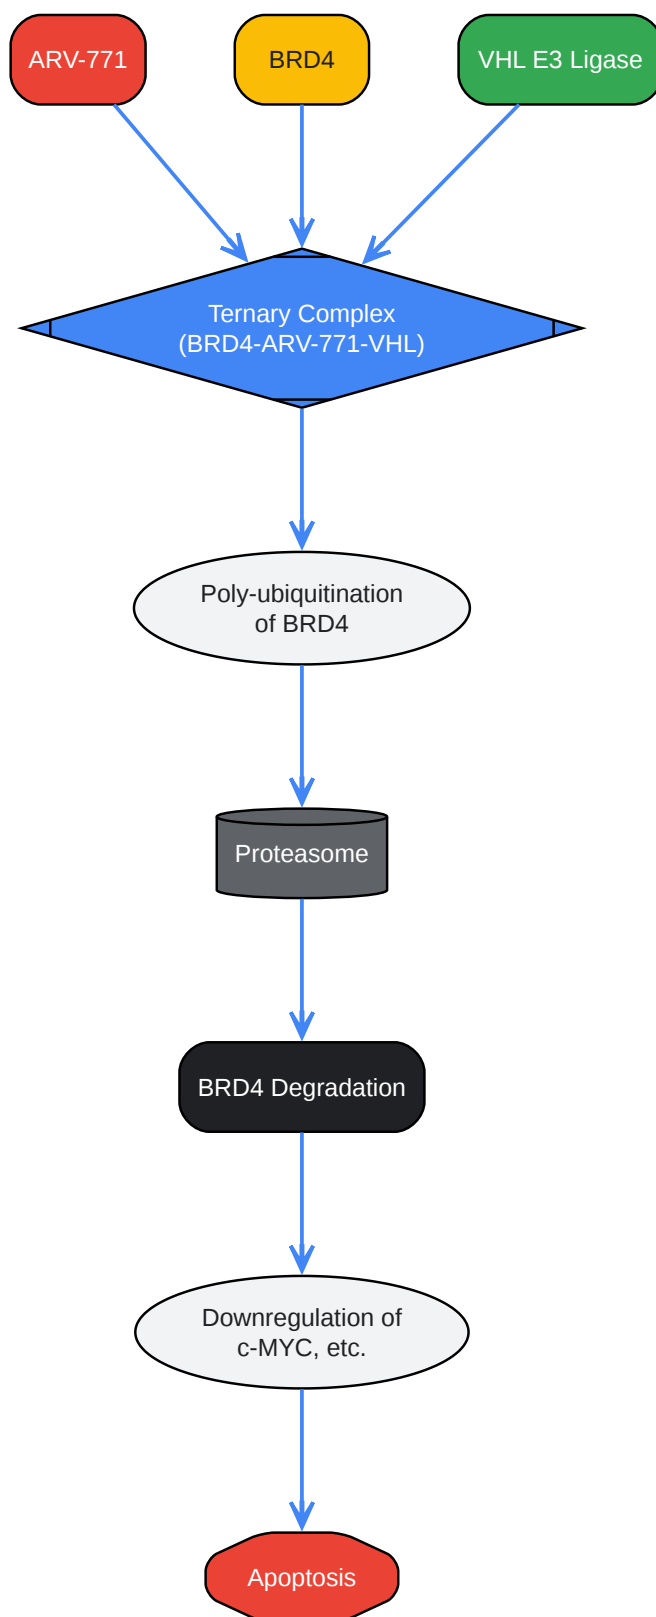 ARV-771
BRD4
VHL E3 Ligase
Ternary Complex
(BRD4-ARV-771-VHL)
Poly-ubiquitination
of BRD4
Proteasome
BRD4 Degradation
Downregulation of
c-MYC, etc.
Apoptosis